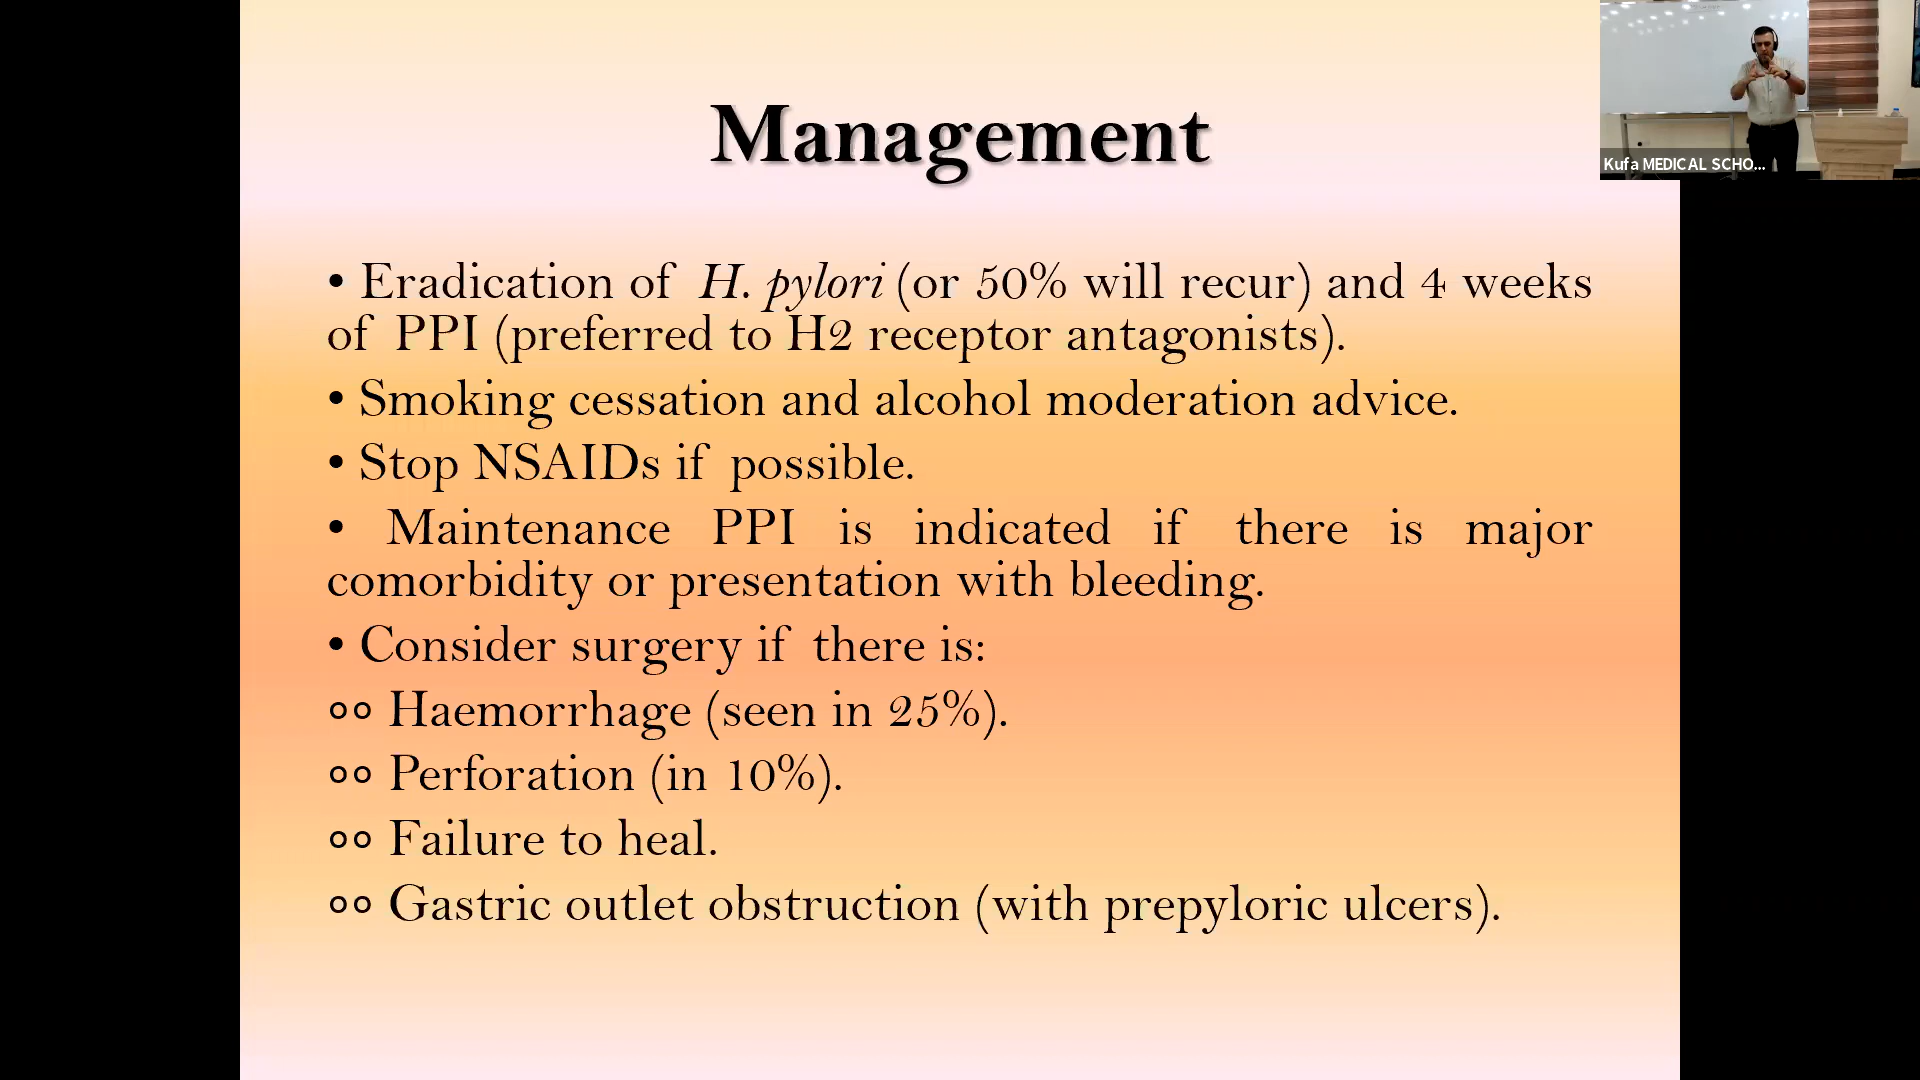 Management
• Eradication of H. pylori (or 50% will recur) and 4 weeks
of PPI (preferred to H2 receptor antagonists).
• Smoking cessation and alcohol moderation advice.
• Stop NSAIDs if possible.
• Maintenance PPI is indicated if there is major
comorbidity or presentation with bleeding.
• Consider surgery if there is:
○○ Haemorrhage (seen in 25%).
○○ Perforation (in 10%).
○○ Failure to heal.
○○ Gastric outlet obstruction (with prepyloric ulcers).
Kufa MEDICAL SCHO...